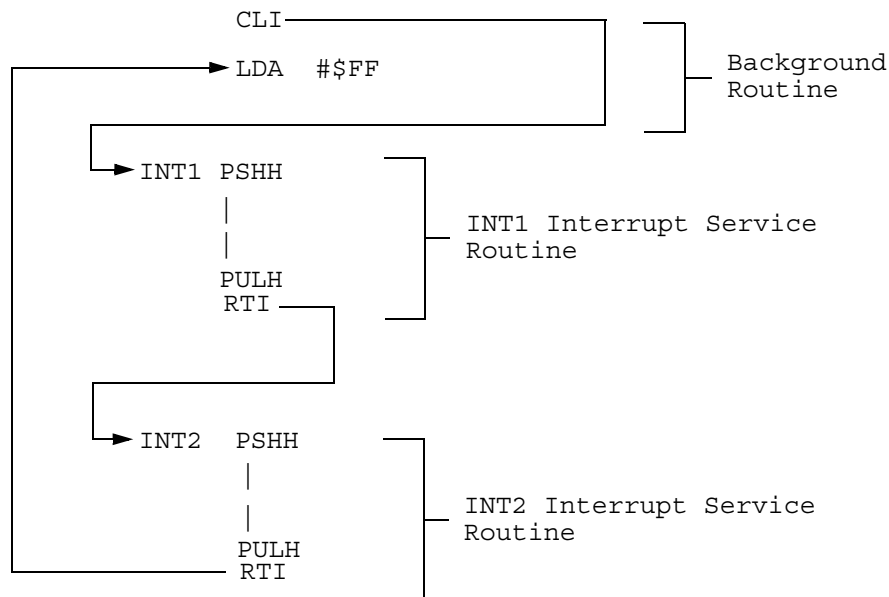 CLI
LDA #$FF
Background
Routine
INT1 PSHH
|
|
PULH
RTI
INT1 Interrupt Service
Routine
INT2 PSHH
|
|
PULH
RTI
INT2 Interrupt Service
Routine